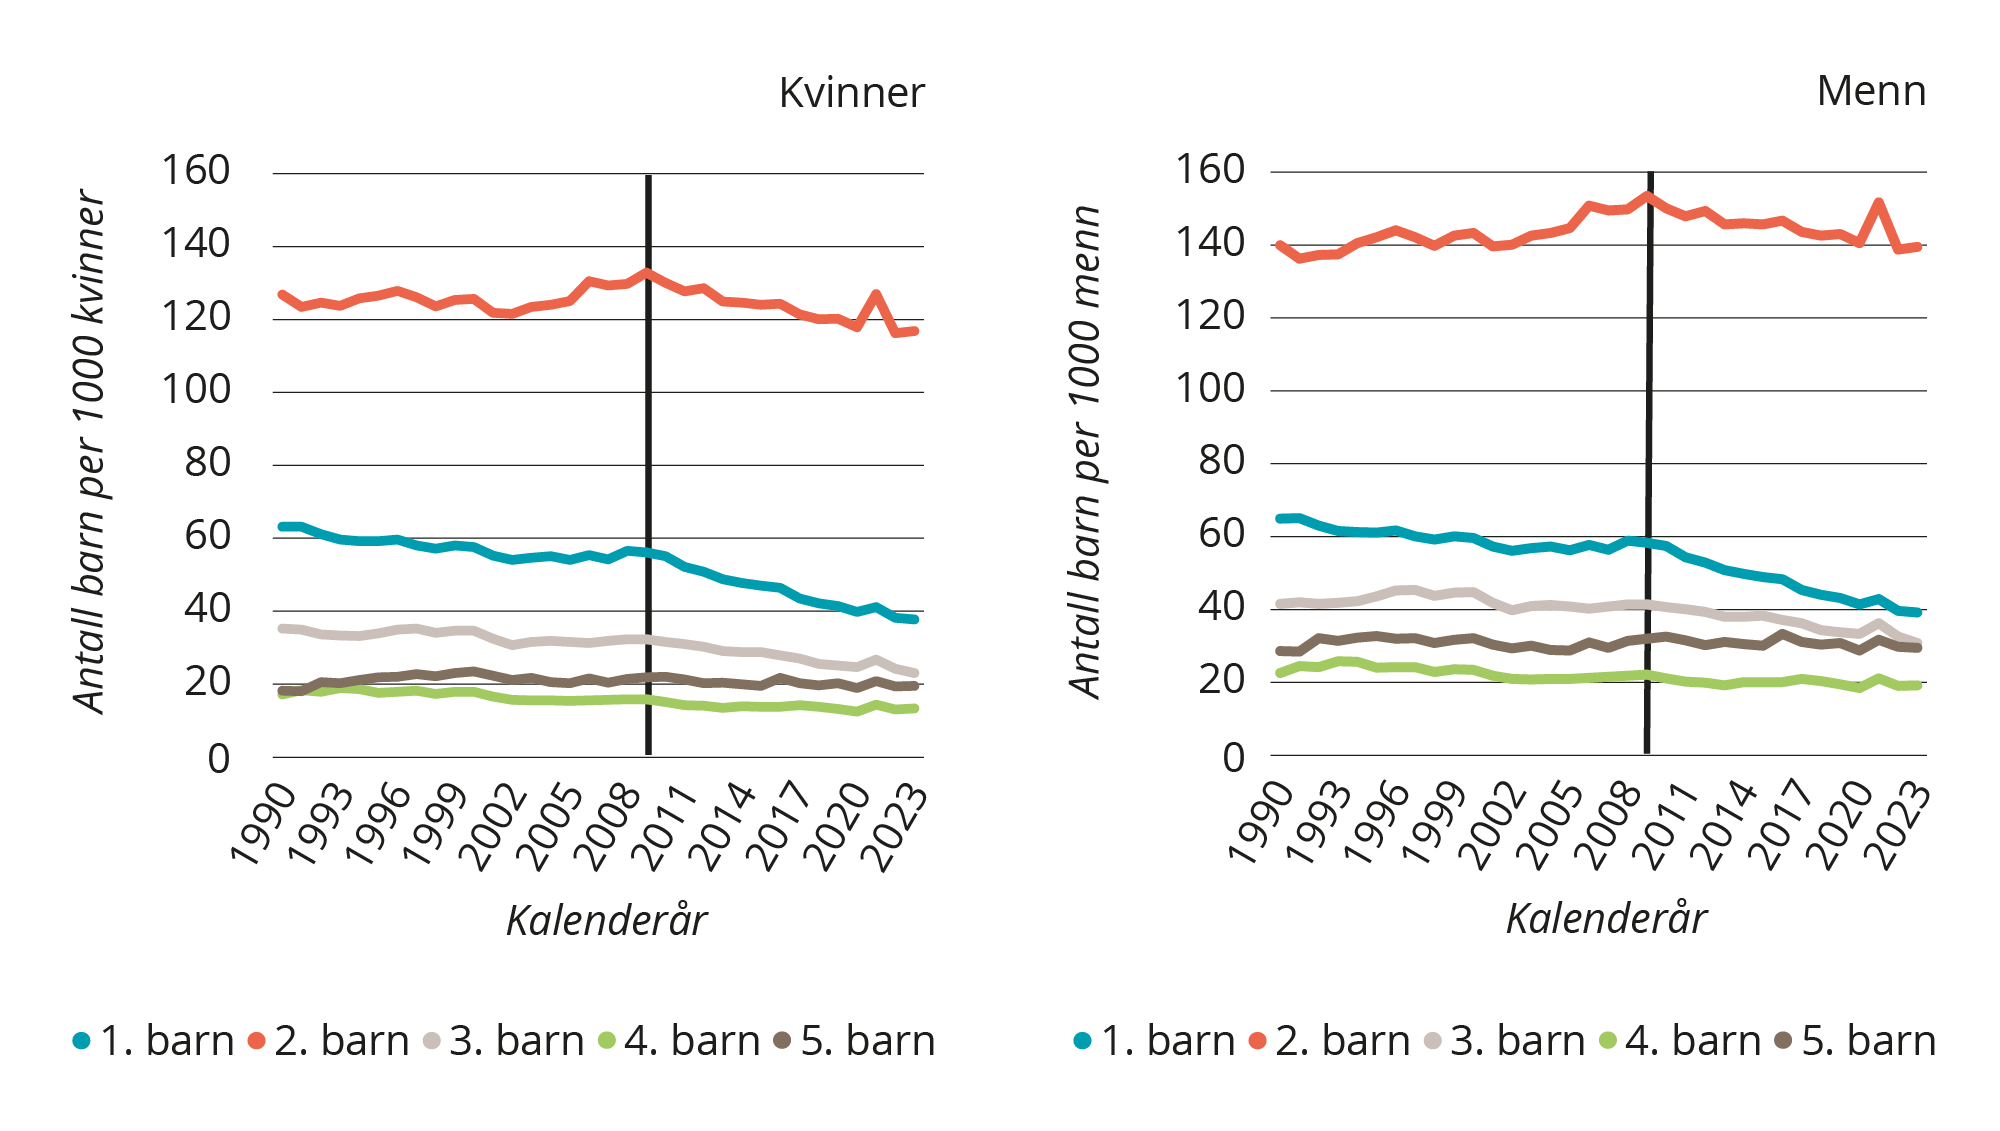 Kvinner
Antall barn per 1000 kvinner
160
140
120
100
80
60
40
20
0
1990 1993 1996 1999 2002 2005 2008 2011 2014 2017 2020 2023
Kalenderår
1. barn 2. barn 3. barn 4. barn 5. barn
Menn
Antall barn per 1000 menn
160
140
120
100
80
60
40
20
0
1990 1993 1996 1999 2002 2005 2008 2011 2014 2017 2020 2023
Kalenderår
1. barn 2. barn 3. barn 4. barn 5. barn